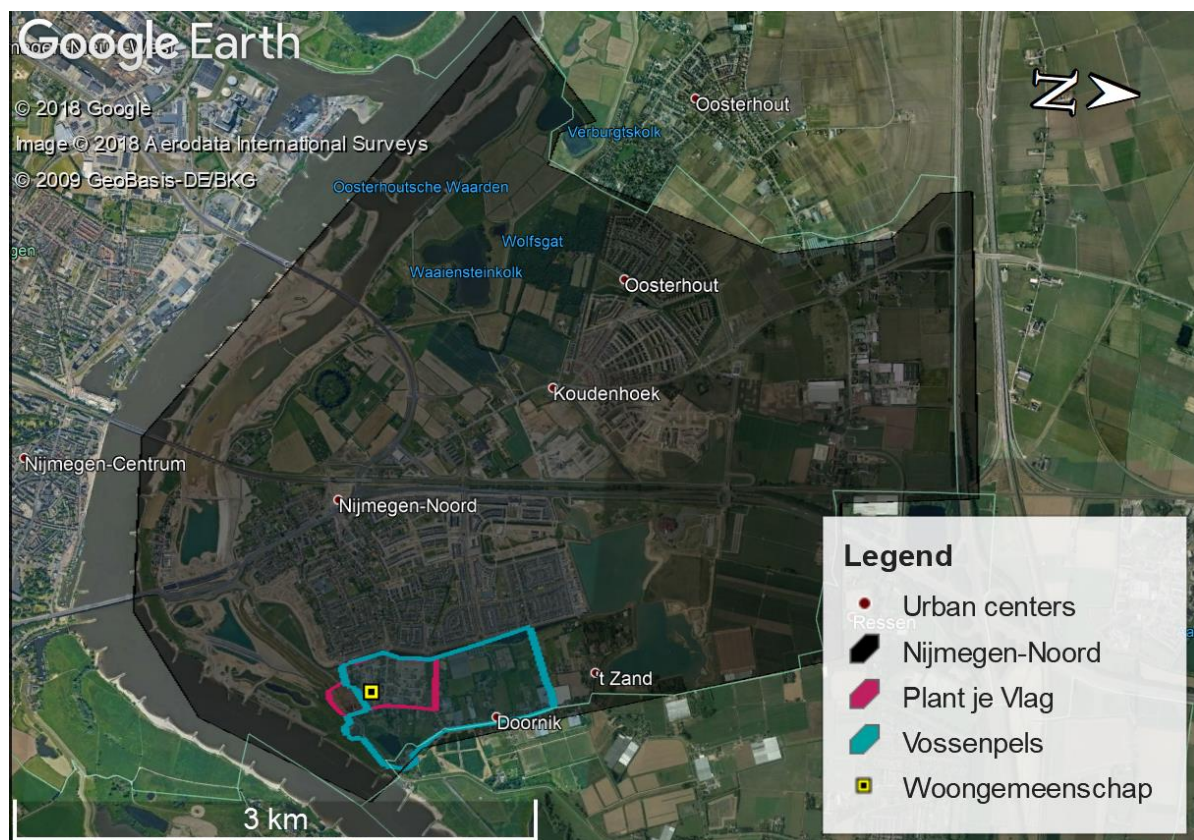 Google Earth
© 2018 Google
Image © 2018 Aerodata International Surveys
© 2009 GeoBasis-DE/BKG
N
Oosterhout
Verburgtskolk
Oosterhoutsche Waarden
Wolfsgat
Waaiensteinkolk
Oosterhout
Koudenhoek
Nijmegen-Centrum
Nijmegen-Noord
't Zand
Doornik
Legend
Urban centers
Ressen
Nijmegen-Noord
Plant je Vlag
Vossenpels
Woongemeenschap
3 km